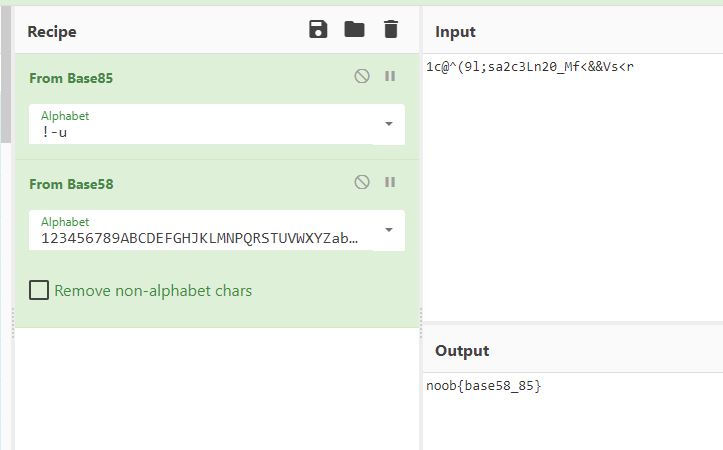 Recipe
From Base85
Alphabet
!-u
From Base58
Alphabet
123456789ABCDEFGHJKLMNPQRSTUVWXYZab…
Remove non-alphabet chars
Input
1c@^(9l;sa2c3Ln20_Mf<&&Vs<r
Output
noob{base58_85}